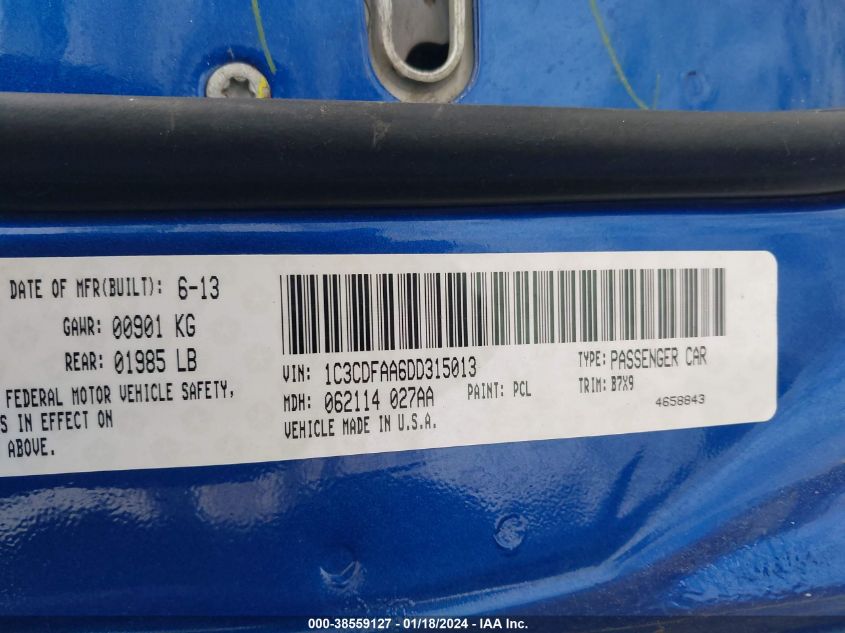 DATE OF MFR(BUILT): 6-13
GAWR: 00901 KG
REAR: 01985 LB
FEDERAL MOTOR VEHICLE SAFETY,
S IN EFFECT ON
ABOVE.
VIN: 1C3CDFAA6DD315013
TYPE: PASSENGER CAR
MDH: 062114 027AA
PAINT: PCL
TRIM: B7X9
VEHICLE MADE IN U.S.A.
4658843
000-38559127 - 01/18/2024 - IAA Inc.